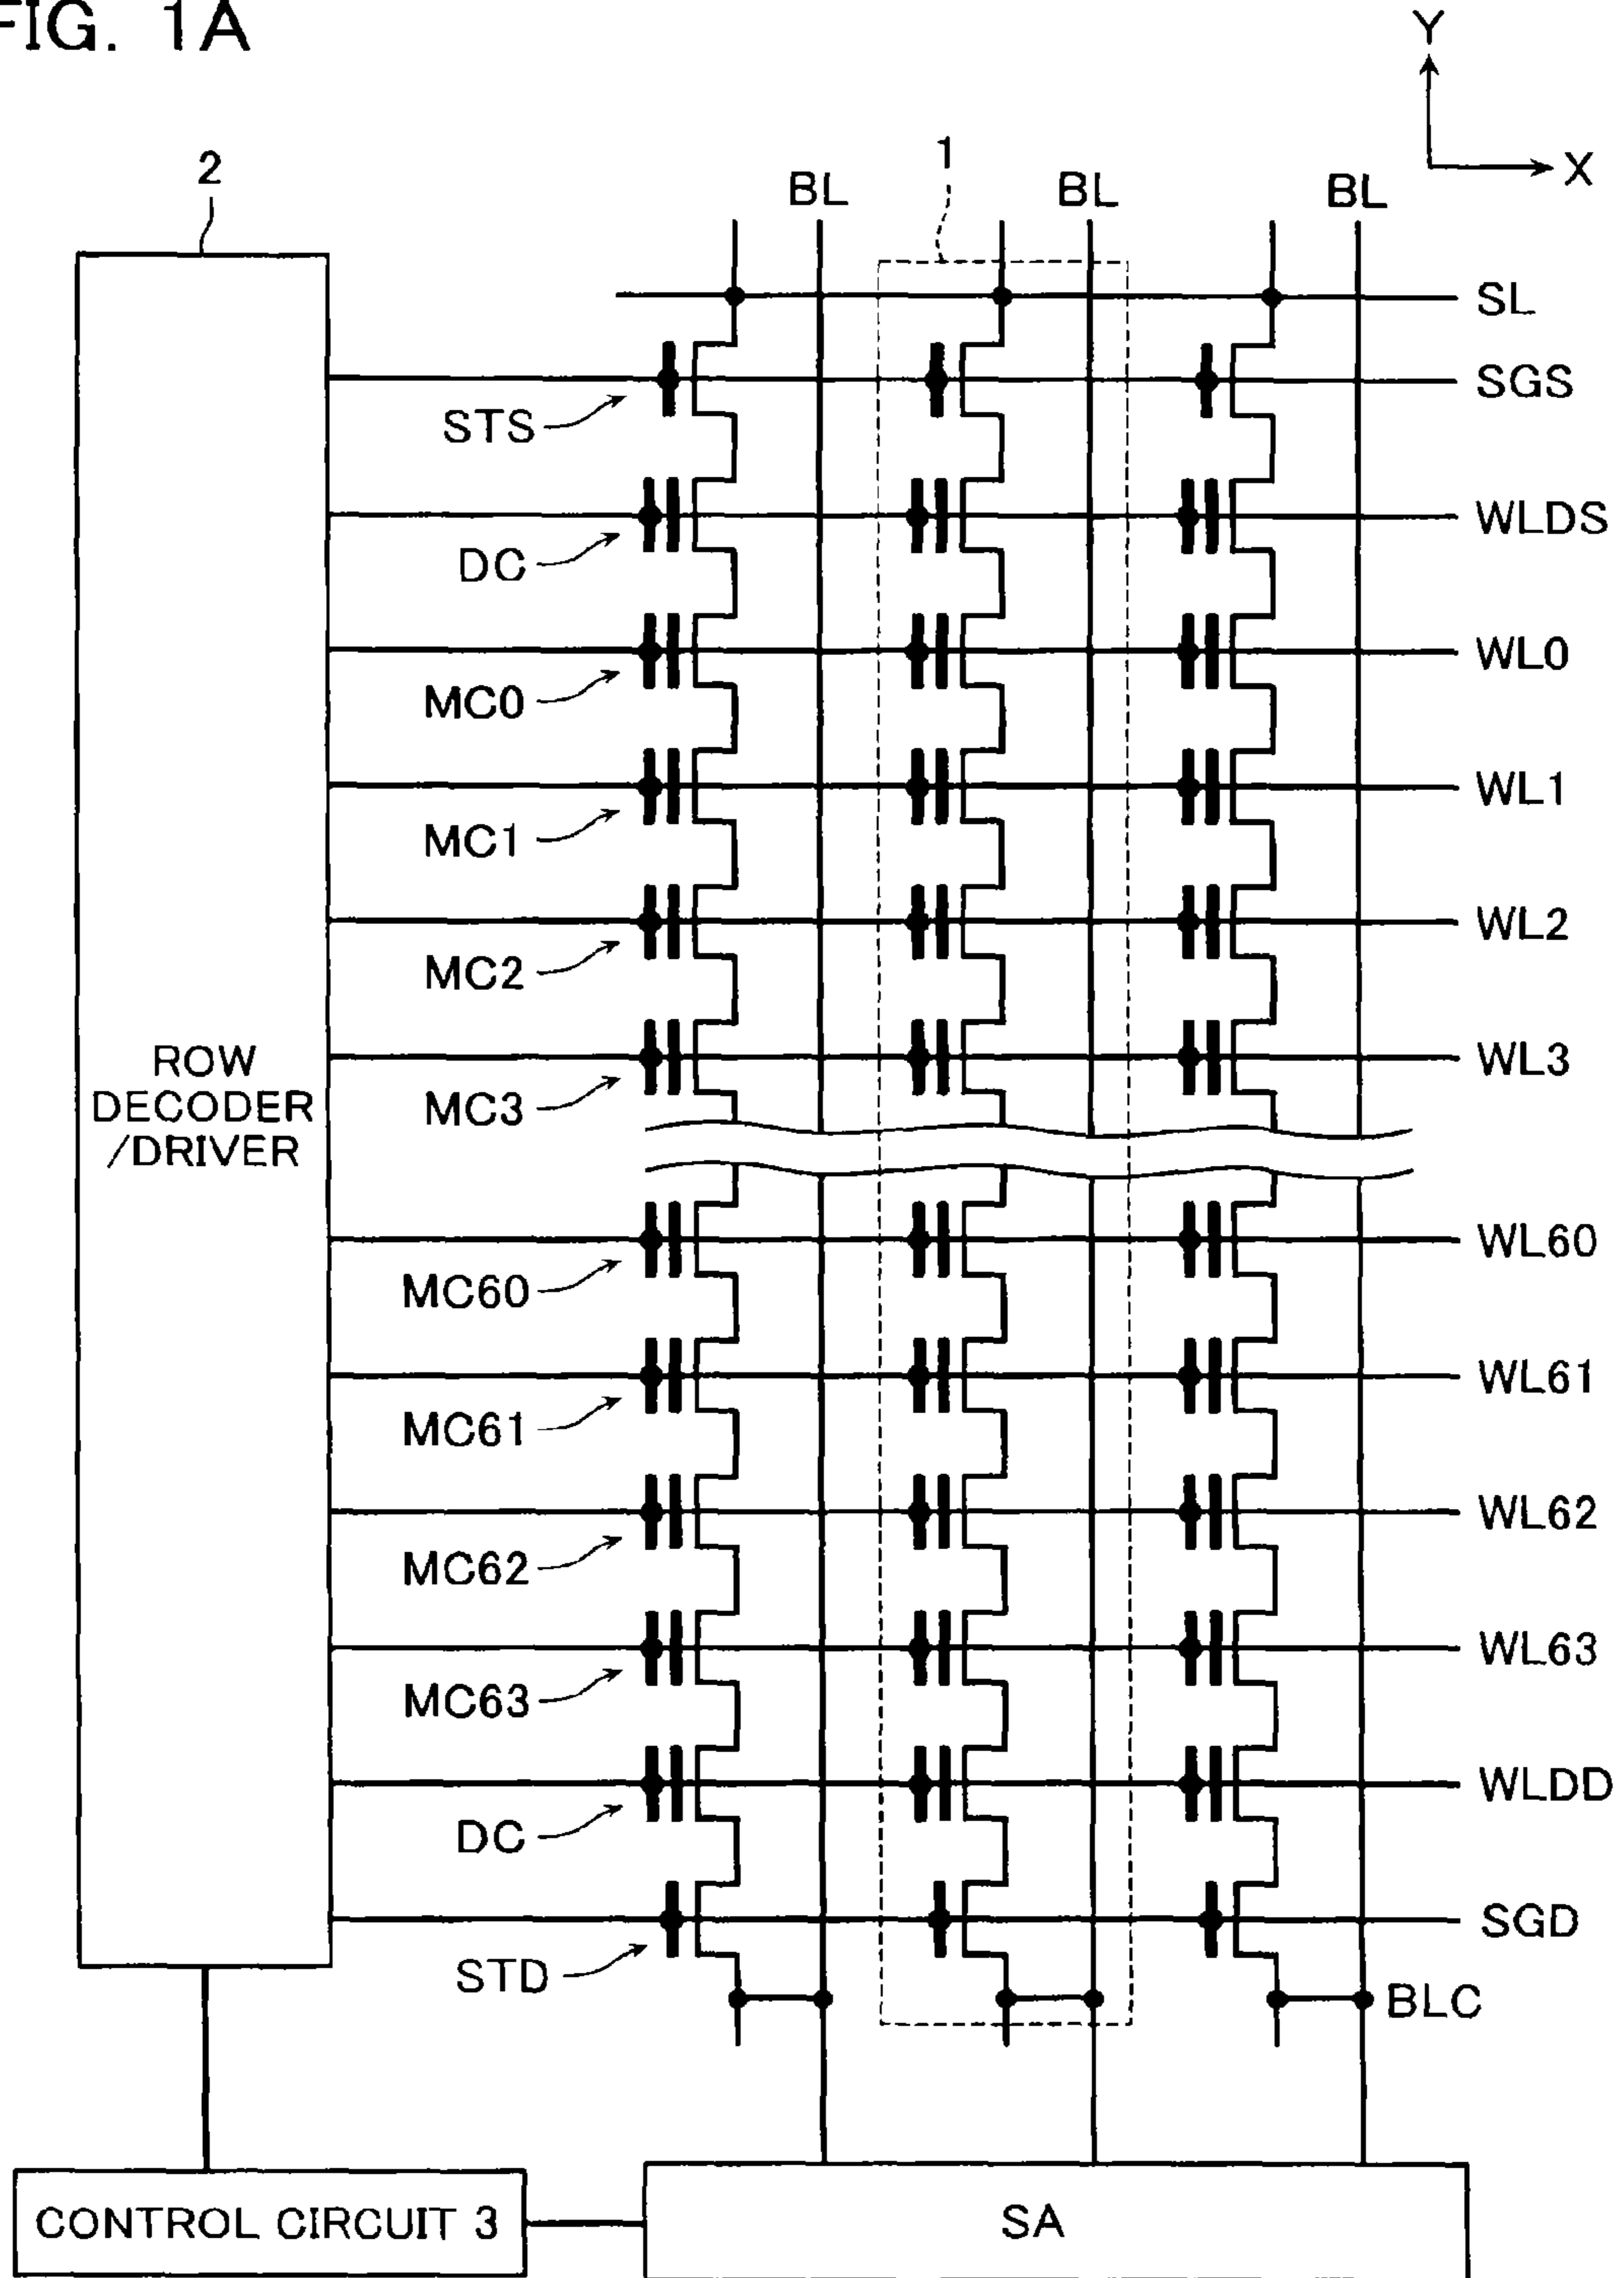 FIG. 1A
Y
X
2
1
BL
BL
BL
SL
SGS
STS
WLDS
DC
WL0
MC0
WL1
MC1
WL2
MC2
WL3
MC3
ROW
DECODER
/DRIVER
WL60
MC60
WL61
MC61
WL62
MC62
WL63
MC63
WLDD
DC
SGD
STD
BLC
CONTROL CIRCUIT 3
SA